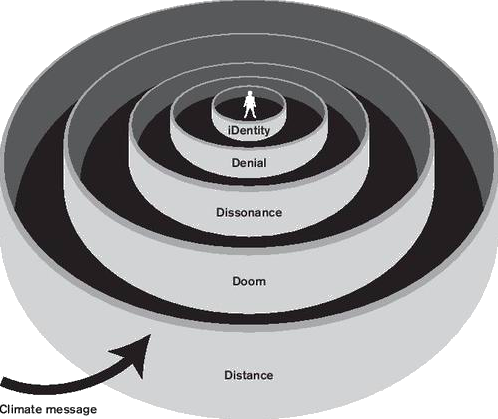 iDentity
Denial
Dissonance
Doom
Distance
Climate message